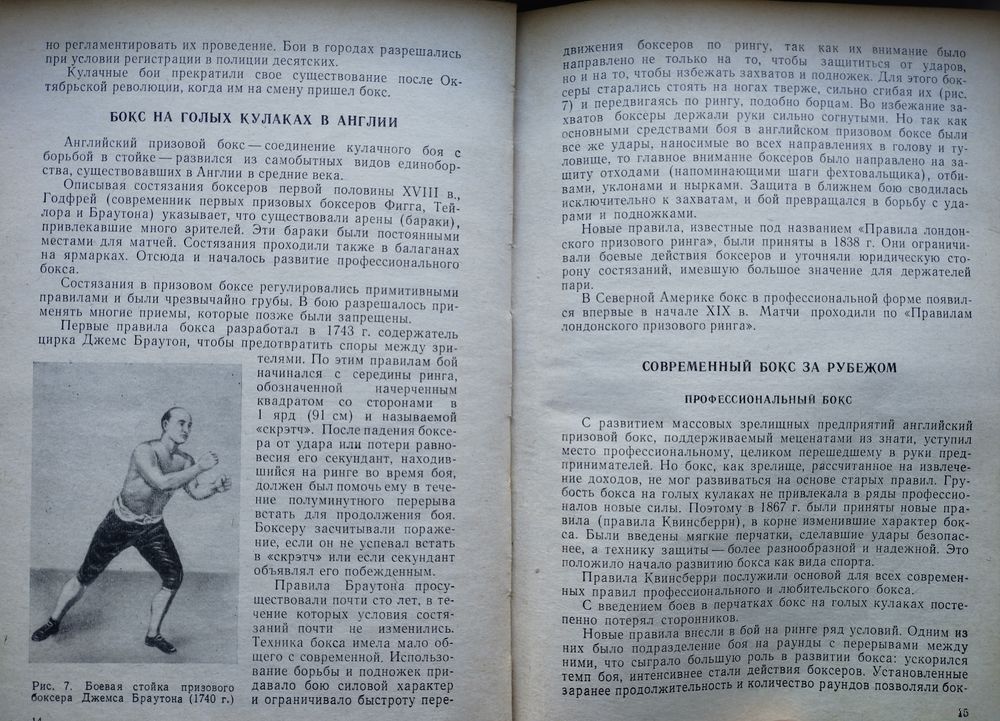 но регламентировать их проведение. Бои в городах разрешались
при условии регистрации в полиции десятских.
Кулачные бои прекратили свое существование после Ок-
тябрьской революции, когда им на смену пришел бокс.
БОКС НА ГОЛЫХ КУЛАКАХ В АНГЛИИ
Английский призовой бокс — соединение кулачного боя с
борьбой в стойке — развился из самобытных видов единобор-
ства, существовавших в Англии в средние века.
Описывая состязания боксеров первой половины XVIII в.,
Годфрей (современник первых призовых боксеров Фигга, Тей-
лора и Браутона) указывает, что существовали арены (бараки),
привлекавшие много зрителей. Эти бараки были постоянными
местами для матчей. Состязания проходили также в балаганах
на ярмарках. Отсюда и началось развитие профессионального
бокса.
Состязания в призовом боксе регулировались примитивными
правилами и были чрезвычайно грубы. В бою разрешалось при-
менять многие приемы, которые позже были запрещены.
Первые правила бокса разработал в 1743 г. содержатель
цирка Джемс Браутон, чтобы предотвратить споры между зри-
телями. По этим правилам бой
начинался с середины ринга,
обозначенной начерченным
квадратом со сторонами в
1 ярд (91 см) и называемой
«скрэтч». После падения боксе-
ра от удара или потери равно-
весия его секундант, находив-
шийся на ринге во время боя,
должен был помочь ему в тече-
ние полуминутного перерыва
встать для продолжения боя.
Боксеру засчитывали пораже-
ние, если он не успевал встать
в «скрэтч» или если секундант
объявлял его побежденным.
Правила Браутона просу-
ществовали почти сто лет, в те-
чение которых условия состя-
заний почти не изменились.
Техника бокса имела мало об-
щего с современной. Использо-
вание борьбы и подножек при-
давало бою силовой характер
и ограничивало быстроту пере-
Рис. 7. Боевая стойка призового
боксера Джемса Браутона (1740 г.)
14
движения боксеров по рингу, так как их внимание было
направлено не только на то, чтобы защититься от ударов,
но и на то, чтобы избежать захватов и подножек. Для этого бок-
серы старались стоять на ногах тверже, сильно сгибая их (рис.
7) и передвигаясь по рингу, подобно борцам. Во избежание за-
хватов боксеры держали руки сильно согнутыми. Но так как
основными средствами боя в английском призовом боксе были
все же удары, наносимые во всех направлениях в голову и ту-
ловище, то главное внимание боксеров было направлено на за-
щиту отходами (напоминающими шаги фехтовальщика), отби-
вами, уклонами и нырками. Защита в ближнем бою сводилась
исключительно к захватам, и бой превращался в борьбу с уда-
рами и подножками.
Новые правила, известные под названием «Правила лондон-
ского призового ринга», были приняты в 1838 г. Они ограничи-
вали боевые действия боксеров и уточняли юридическую сто-
рону состязаний, имевшую большое значение для держателей
пари.
В Северной Америке бокс в профессиональной форме появил-
ся впервые в начале XIX в. Матчи проходили по «Правилам
лондонского призового ринга».
СОВРЕМЕННЫЙ БОКС ЗА РУБЕЖОМ
ПРОФЕССИОНАЛЬНЫЙ БОКС
С развитием массовых зрелищных предприятий английский
призовой бокс, поддерживаемый меценатами из знати, уступил
место профессиональному, целиком перешедшему в руки пред-
принимателей. Но бокс, как зрелище, рассчитанное на извлече-
ние доходов, не мог развиваться на основе старых правил. Гру-
бость бокса на голых кулаках не привлекала в ряды профессио-
налов новые силы. Поэтому в 1867 г. были приняты новые пра-
вила (правила Квинсберри), в корне изменившие характер бок-
са. Были введены мягкие перчатки, сделавшие удары безопас-
нее, а технику защиты — более разнообразной и надежной. Это
положило начало развитию бокса как вида спорта.
Правила Квинсберри послужили основой для всех современ-
ных правил профессионального и любительского бокса.
С введением боев в перчатках бокс на голых кулаках посте-
пенно потерял сторонников.
Новые правила внесли в бой на ринге ряд условий. Одним из
них было подразделение боя на раунды с перерывами между
ними, что сыграло большую роль в развитии бокса: ускорился
темп боя, интенсивнее стали действия боксеров. Установленные
заранее продолжительность и количество раундов позволяли бок-
15